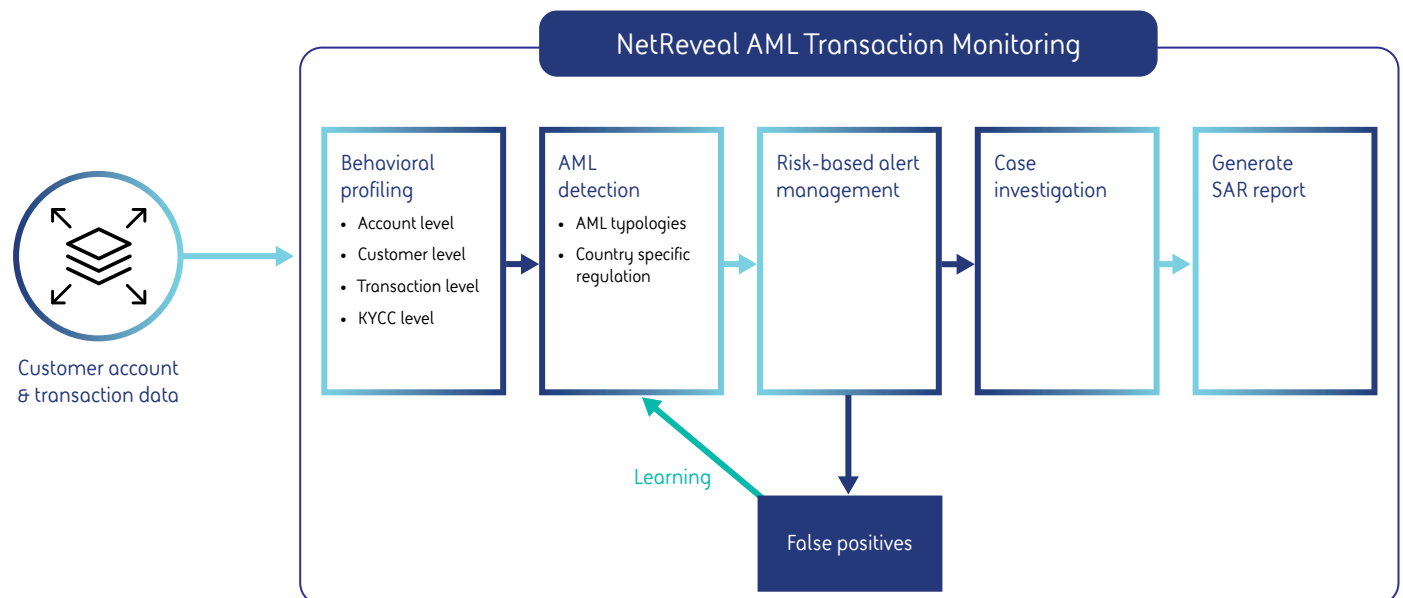 NetReveal AML Transaction Monitoring
Customer account
& transaction data
Behavioral
profiling
• Account level
• Customer level
• Transaction level
• KYCC level
AML
detection
• AML typologies
• Country specific
regulation
Risk-based alert
management
Case
investigation
Generate
SAR report
Learning
False positives